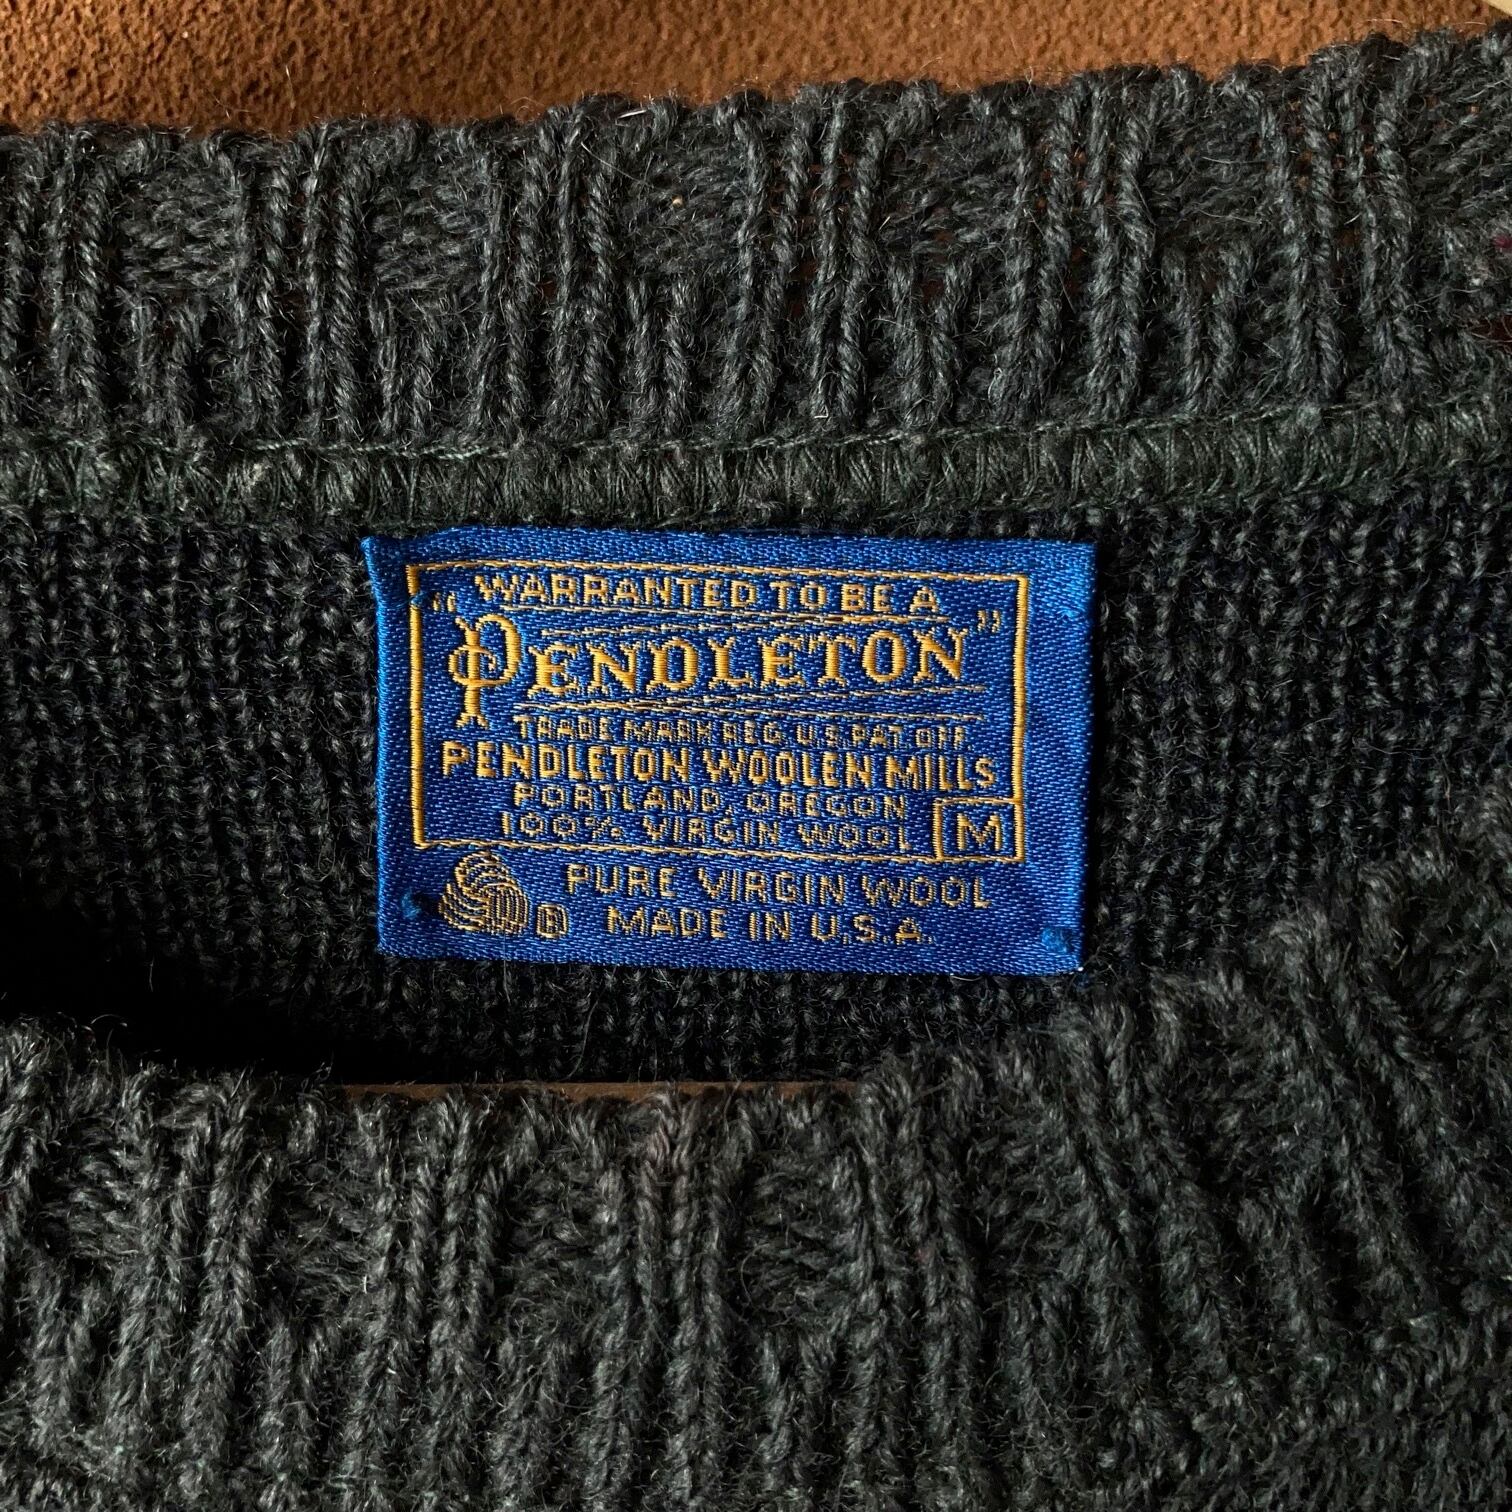 WARRANTED TO BE A
"PENDLETON"
TRADE MARK REG. U.S. PAT. OFF.
PENDLETON WOOLEN MILLS
PORTLAND, OREGON
100% VIRGIN WOOL M
PURE VIRGIN WOOL
® MADE IN U.S.A.